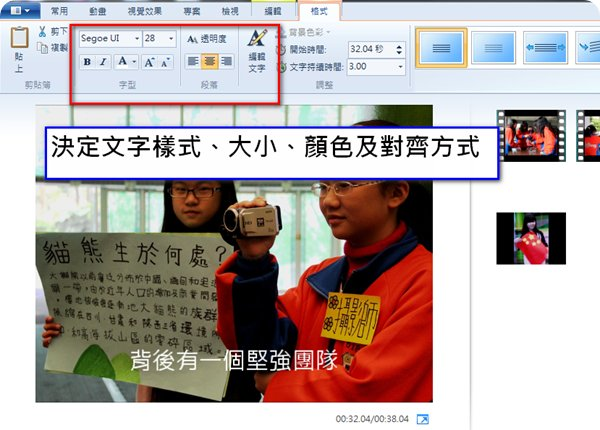 常用 動畫 視覺效果 專案 檢視 編輯 格式
貼上
剪下
複製
剪貼簿
Segoe UI 28
B I A A A
字型
透明度
段落
編輯文字
背景色彩
開始時間: 32.04 秒
文字持續時間: 3.00
調整
決定文字樣式、大小、顏色及對齊方式
貓熊生於何處?
攝影師
背後有一個堅強團隊
00:32.04/00:38.04